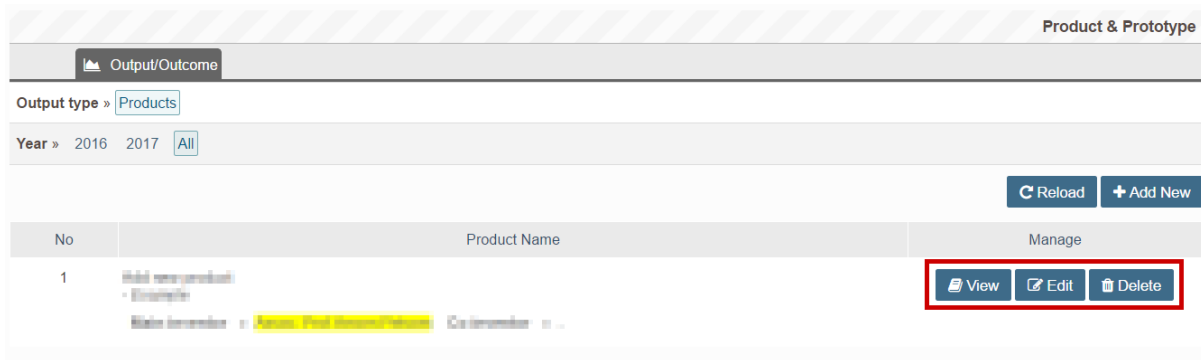 Product & Prototype
Output/Outcome
Output type » Products
Year » 2016 2017 All
Reload Add New
No Product Name Manage
1 View Edit Delete